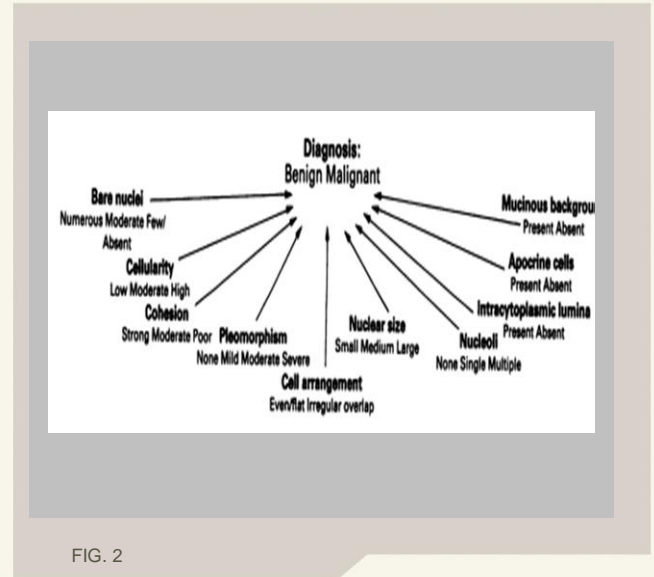 Diagnosis:
Benign Malignant
Bare nuclei
Numerous Moderate Few/
Absent
Cellularity
Low Moderate High
Cohesion
Strong Moderate Poor
Pleomorphism
None Mild Moderate Severe
Cell arrangement
Even/flat Irregular overlap
Nuclear size
Small Medium Large
Nucleoli
None Single Multiple
Intracytoplasmic lumina
Present Absent
Apocrine cells
Present Absent
Mucinous backgrou
Present Absent
FIG. 2